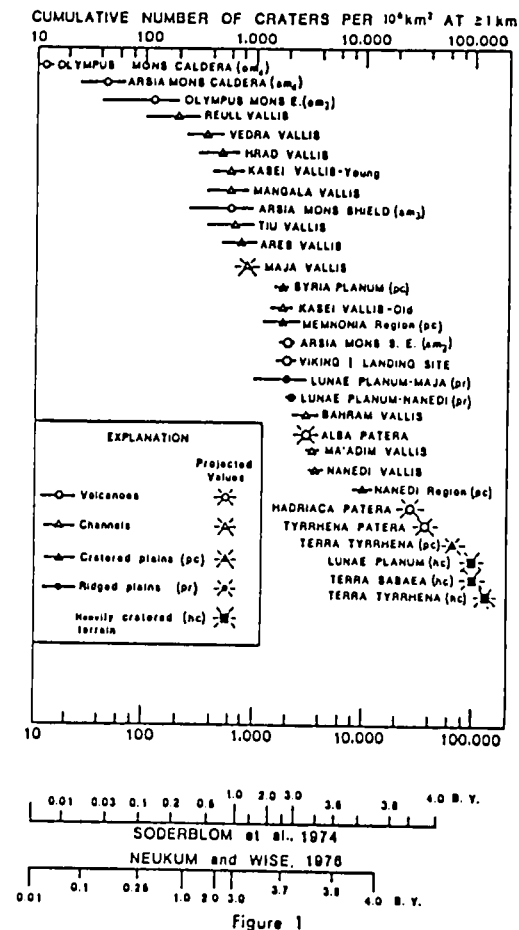 CUMULATIVE NUMBER OF CRATERS PER 10⁶km² AT ≥1km
10 100 1.000 10.000 100.000
OLYMPUS MONS CALDERA (am₄)
ARSIA MONS CALDERA (am₄)
OLYMPUS MONS E.(am₃)
REULL VALLIS
VEDRA VALLIS
HRAD VALLIS
KASEI VALLIS-Young
MANGALA VALLIS
ARSIA MONS SHIELD (am₃)
TIU VALLIS
ARES VALLIS
MAJA VALLIS
SYRIA PLANUM (pc)
KASEI VALLIS-Old
MEMNONIA Region (pc)
ARSIA MONS S. E. (am₂)
VIKING I LANDING SITE
LUNAE PLANUM-MAJA (pr)
LUNAE PLANUM-NANEDI (pr)
BAHRAM VALLIS
ALBA PATERA
MA'ADIM VALLIS
NANEDI VALLIS
NANEDI Region (pc)
HADRIACA PATERA
TYRRHENA PATERA
TERRA TYRRHENA (pc)
LUNAE PLANUM (hc)
TERRA SABAEA (hc)
TERRA TYRRHENA (hc)
EXPLANATION
Projected
Values
Volcanoes
Channels
Cratered plains (pc)
Ridged plains (pr)
Heavily cratered (hc)
terrain
10 100 1.000 10.000 100.000
0.01 0.03 0.1 0.2 0.5 1.0 2.0 3.0 3.5 3.8 4.0 B.Y.
SODERBLOM et al., 1974
NEUKUM and WISE, 1976
0.01 0.1 0.25 1.0 2.0 3.0 3.7 3.9 4.0 B.Y.
Figure 1